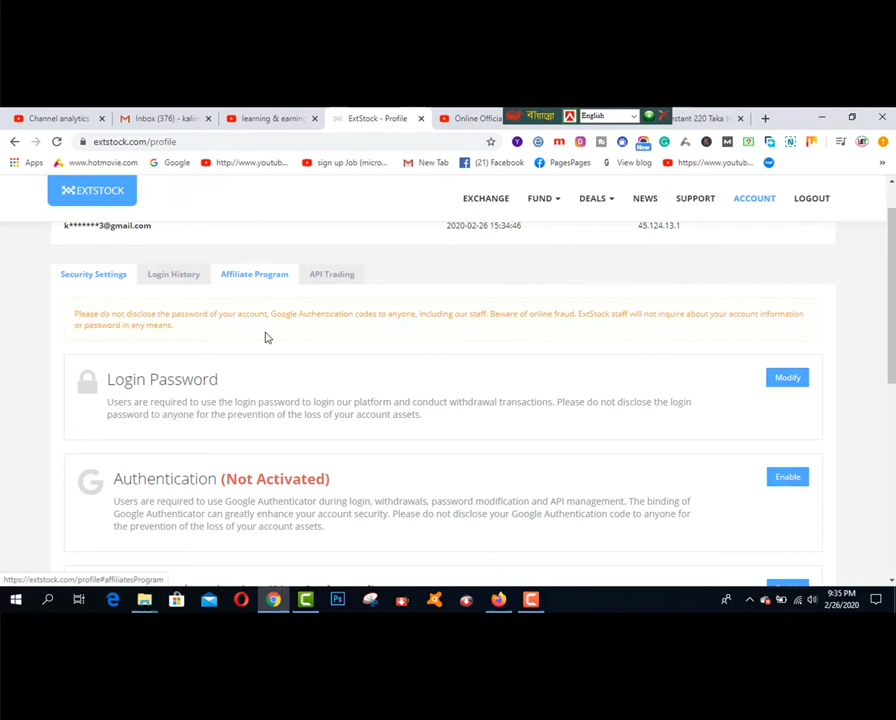 Channel analytics
Inbox (376) - kalim
learning & earning
ExtStock - Profile
Online Officia
বায়ান্নো
English
nstant 220 Taka I
extstock.com/profile
Apps
www.hotmovie.com
Google
http://www.youtub...
sign up Job (micro...
New Tab
(21) Facebook
PagesPages
View blog
https://www.youtub...
EXTSTOCK
EXCHANGE
FUND
DEALS
NEWS
SUPPORT
ACCOUNT
LOGOUT
k*******3@gmail.com
2020-02-26 15:34:46
45.124.13.1
Security Settings
Login History
Affiliate Program
API Trading
Please do not disclose the password of your account, Google Authentication codes to anyone, including our staff. Beware of online fraud. ExtStock staff will not inquire about your account information
or password in any means.
Login Password
Modify
Users are required to use the login password to login our platform and conduct withdrawal transactions. Please do not disclose the login
password to anyone for the prevention of the loss of your account assets.
Authentication (Not Activated)
Enable
Users are required to use Google Authenticator during login, withdrawals, password modification and API management. The binding of
Google Authenticator can greatly enhance your account security. Please do not disclose your Google Authentication code to anyone for
the prevention of the loss of your account assets.
https://extstock.com/profile#affiliatesProgram
9:35 PM
2/26/2020